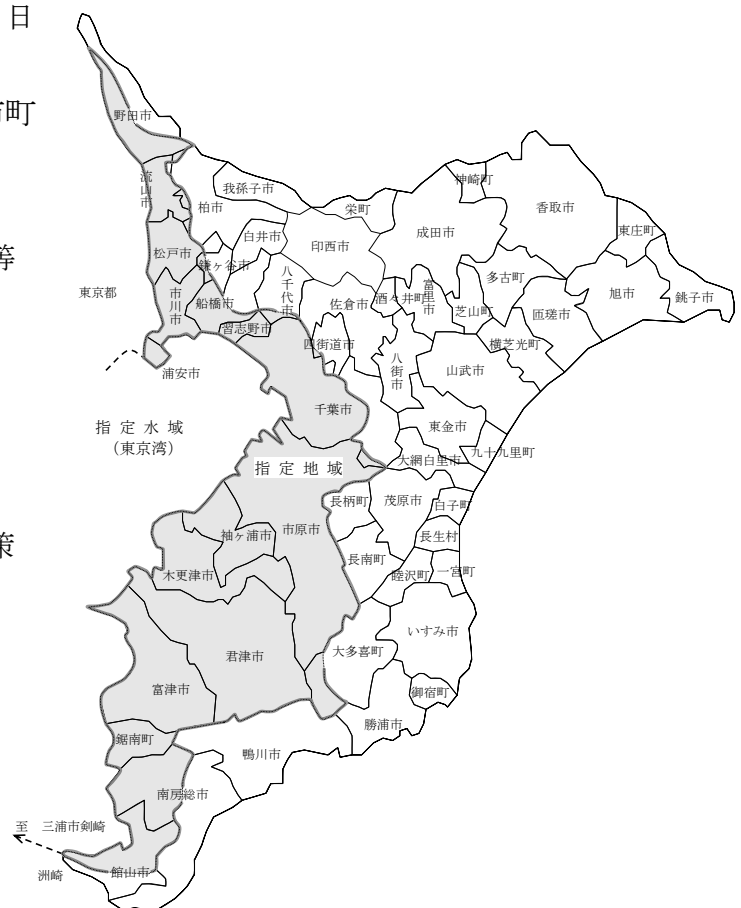 日
町
等
策
野田市
流山市
柏市
我孫子市
栄町
神崎町
香取市
東庄町
成田市
白井市
印西市
松戸市
鎌ヶ谷市
東京都
市川市
船橋市
八千代市
佐倉市
酒々井町
富里市
芝山町
多古町
匝瑳市
旭市
銚子市
習志野市
四街道市
八街市
山武市
横芝光町
浦安市
千葉市
東金市
指定水域
(東京湾)
指定地域
大網白里市
九十九里町
長柄町
茂原市
白子町
袖ヶ浦市
市原市
長生村
長南町
木更津市
睦沢町
一宮町
君津市
大多喜町
いすみ市
富津市
御宿町
勝浦市
鋸南町
鴨川市
南房総市
至 三浦市剣崎
洲崎
館山市